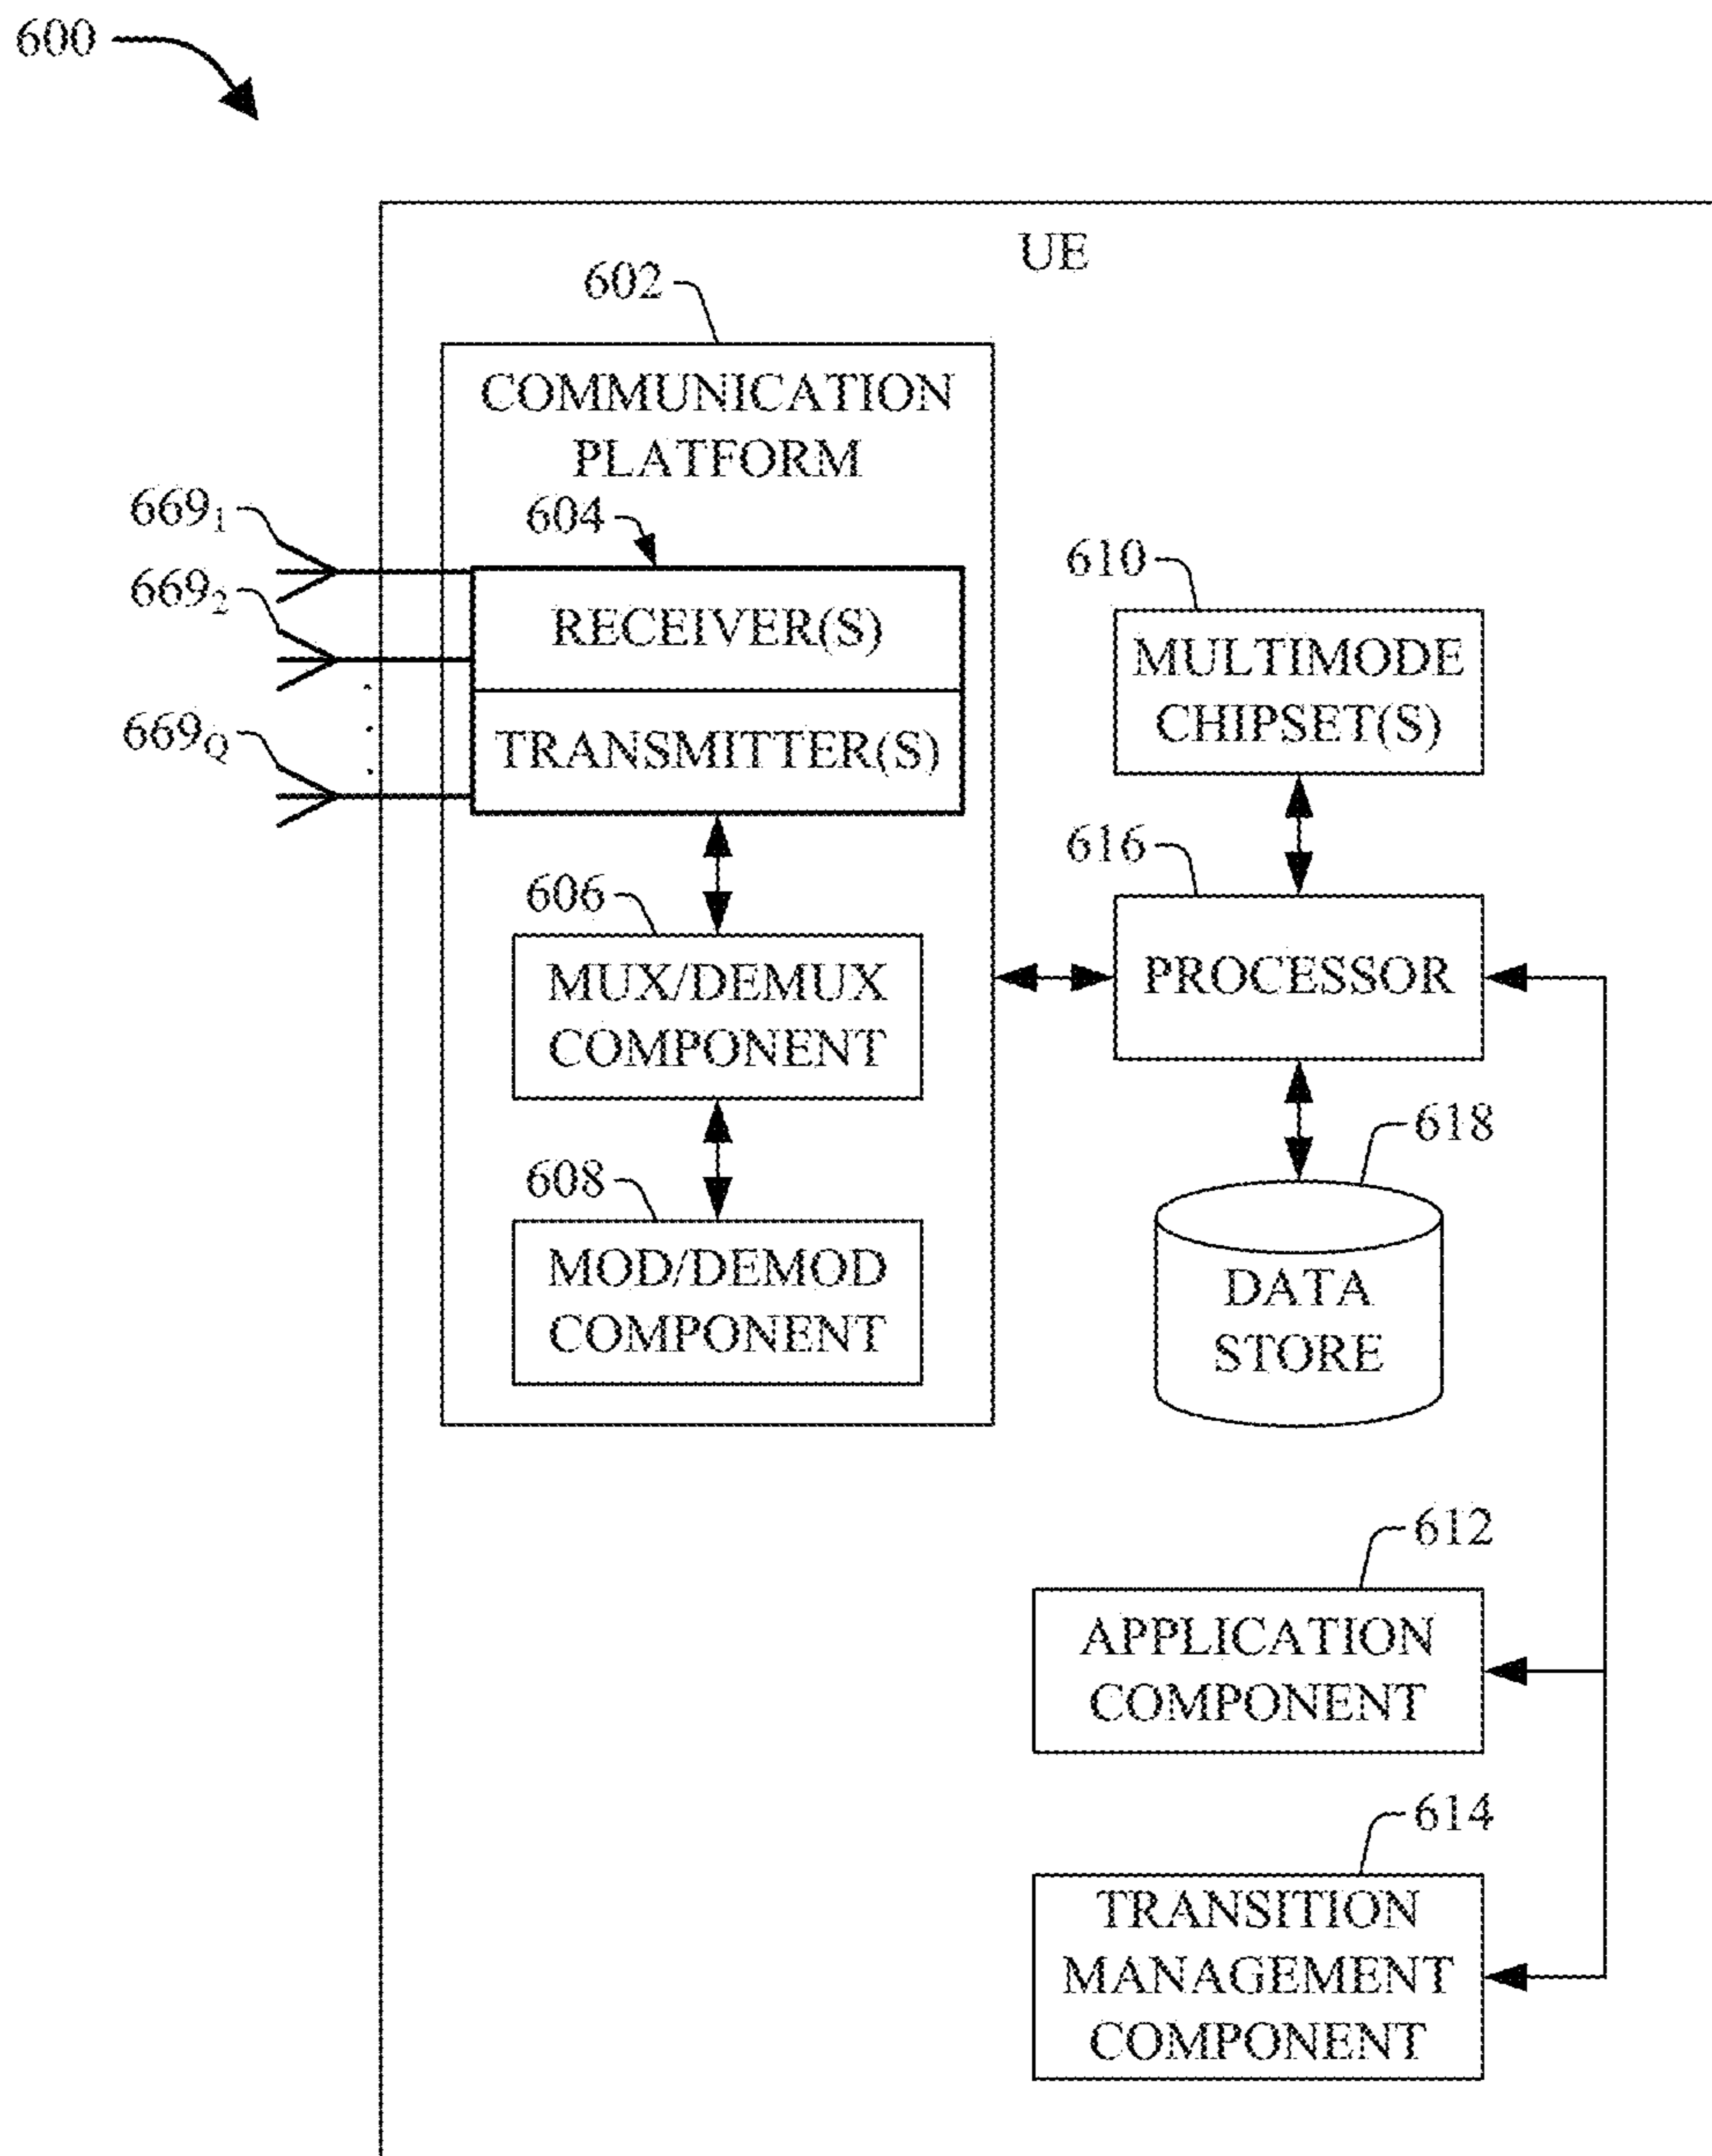 600
UE
602
COMMUNICATION
PLATFORM
604
669₁
669₂
669Q
RECEIVER(S)
TRANSMITTER(S)
610
MULTIMODE
CHIPSET(S)
606
MUX/DEMUX
COMPONENT
616
PROCESSOR
608
MOD/DEMOD
COMPONENT
618
DATA
STORE
612
APPLICATION
COMPONENT
614
TRANSITION
MANAGEMENT
COMPONENT